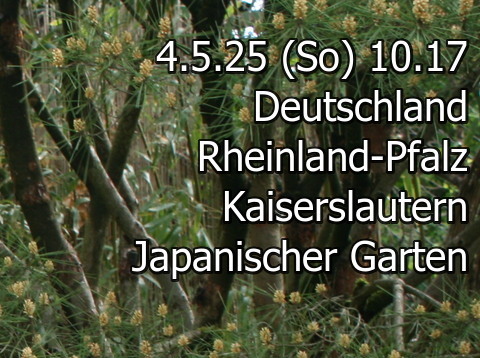 4.5.25 (So) 10.17
Deutschland
Rheinland-Pfalz
Kaiserslautern
Japanischer Garten